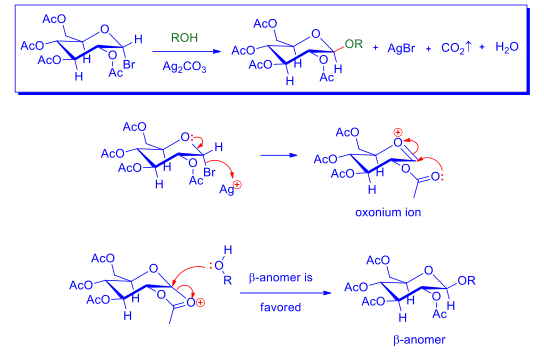 AcO O H AcO AcO H O Br Ac ROH Ag₂CO₃ AcO O OR AcO AcO H O H Ac + AgBr + CO₂↑ + H₂O
AcO O: H AcO AcO H O Br Ac Ag⊕ AcO ⊕ O AcO AcO H O O:
oxonium ion
AcO O AcO AcO H O O⊕ H :O R β-anomer is favored AcO O OR AcO AcO H O H Ac
β-anomer